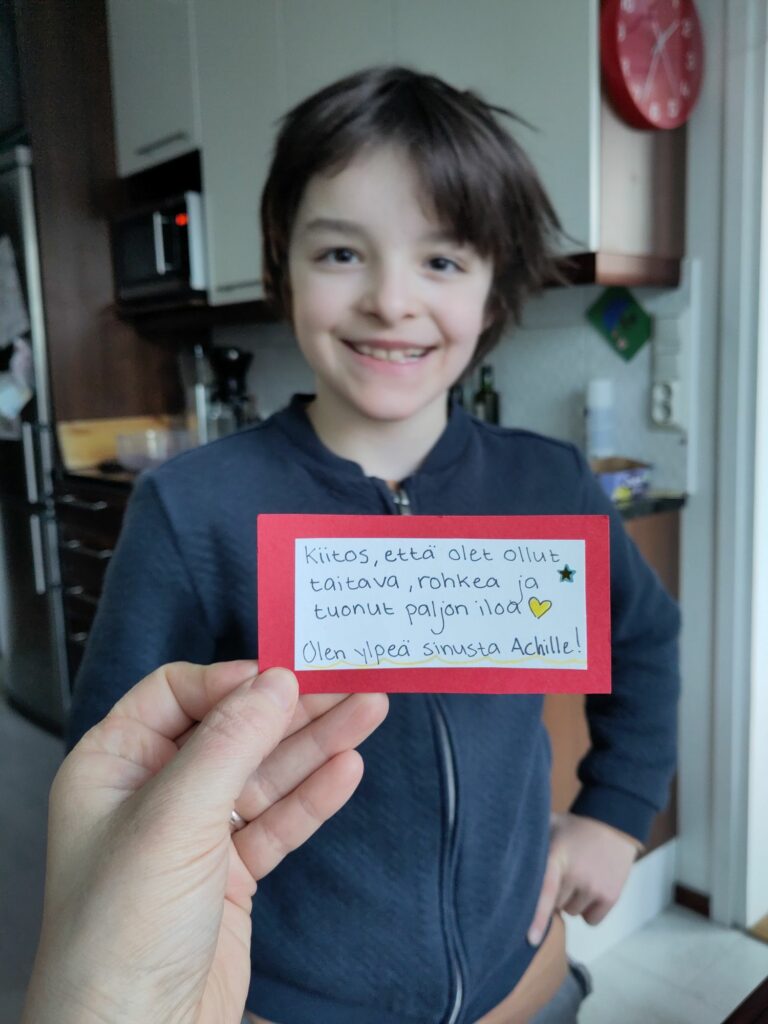 Kiitos, että olet ollut
taitava, rohkea ja
tuonut paljon iloa
Olen ylpeä sinusta Achille!